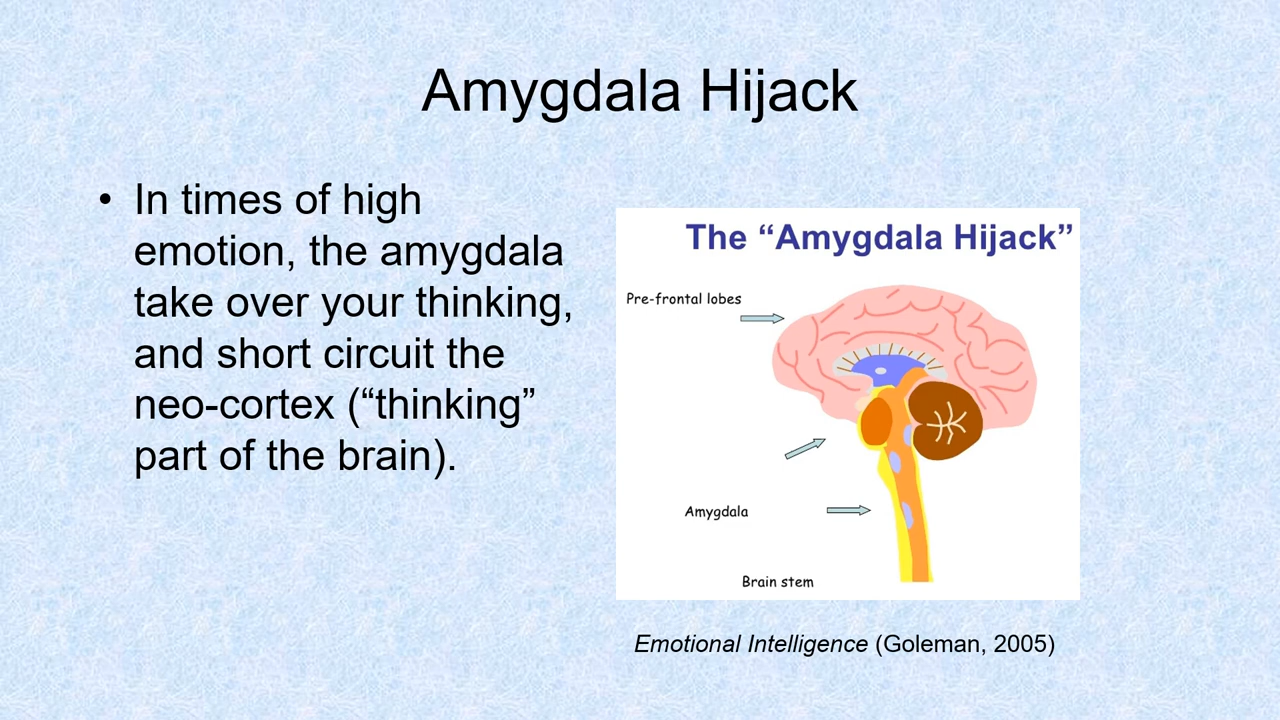 Amygdala Hijack
• In times of high
emotion, the amygdala
take over your thinking,
and short circuit the
neo-cortex (“thinking”
part of the brain).
The “Amygdala Hijack”
Pre-frontal lobes
Amygdala
Brain stem
Emotional Intelligence (Goleman, 2005)